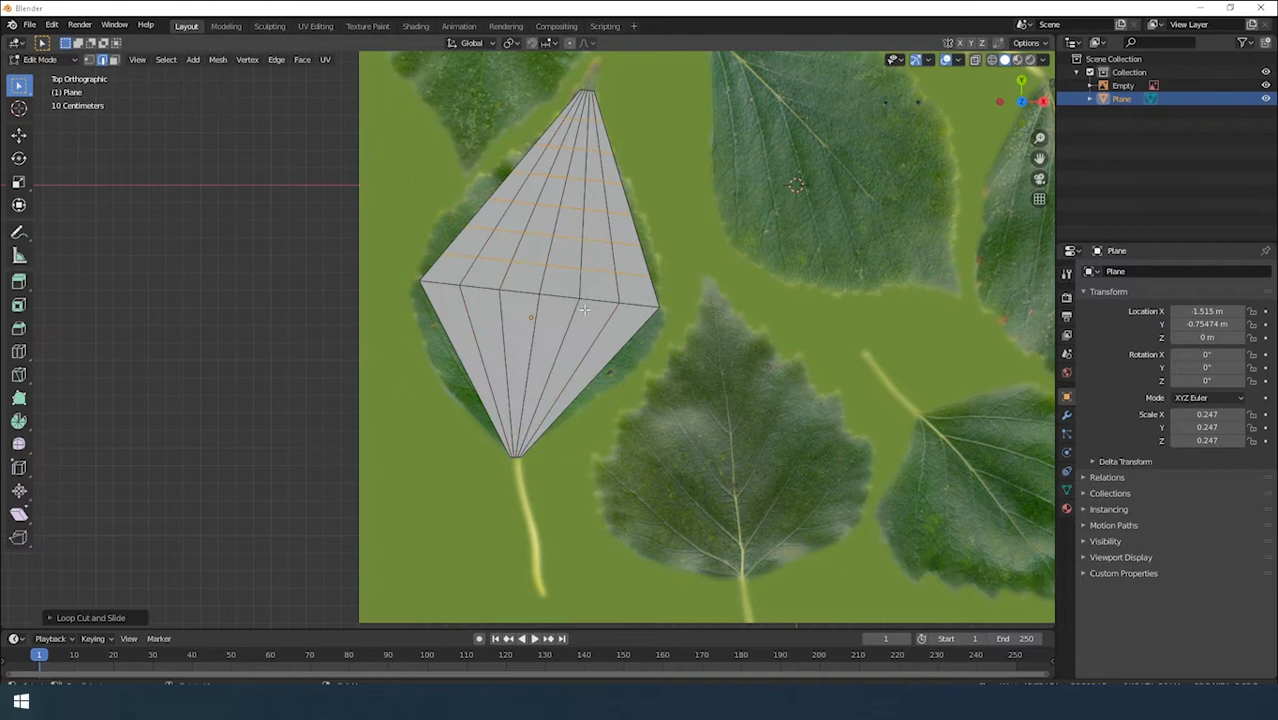 Blender
File Edit Render Window Help Layout Modeling Sculpting UV Editing Texture Paint Shading Animation Rendering Compositing Scripting + Scene View Layer
Global X Y Z Options
Edit Mode View Select Add Mesh Vertex Edge Face UV
Top Orthographic
(1) Plane
10 Centimeters
Y
Z
X
Scene Collection
Collection
Empty
Plane
Plane
Plane
Transform
Location X -1.515 m
Y -0.75474 m
Z 0 m
Rotation X 0°
Y 0°
Z 0°
Mode XYZ Euler
Scale X 0.247
Y 0.247
Z 0.247
Delta Transform
Relations
Collections
Instancing
Motion Paths
Visibility
Viewport Display
Custom Properties
Loop Cut and Slide
Playback Keying View Marker 1 Start 1 End 250
1 10 20 30 40 50 60 70 80 90 100 110 120 130 140 150 160 170 180 190 200 210 220 230 240 250